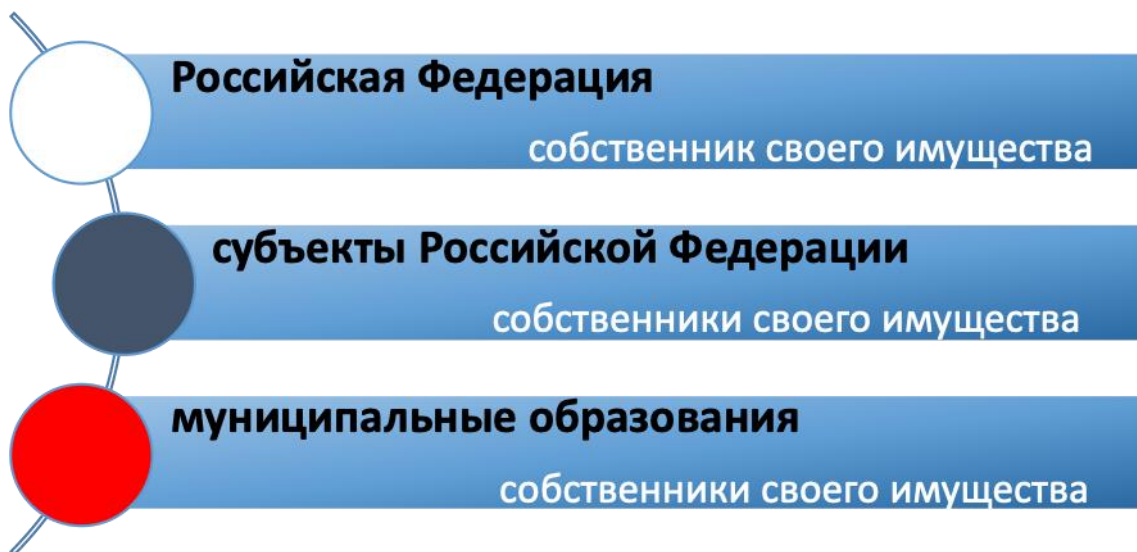 Российская Федерация
собственник своего имущества
субъекты Российской Федерации
собственники своего имущества
муниципальные образования
собственники своего имущества